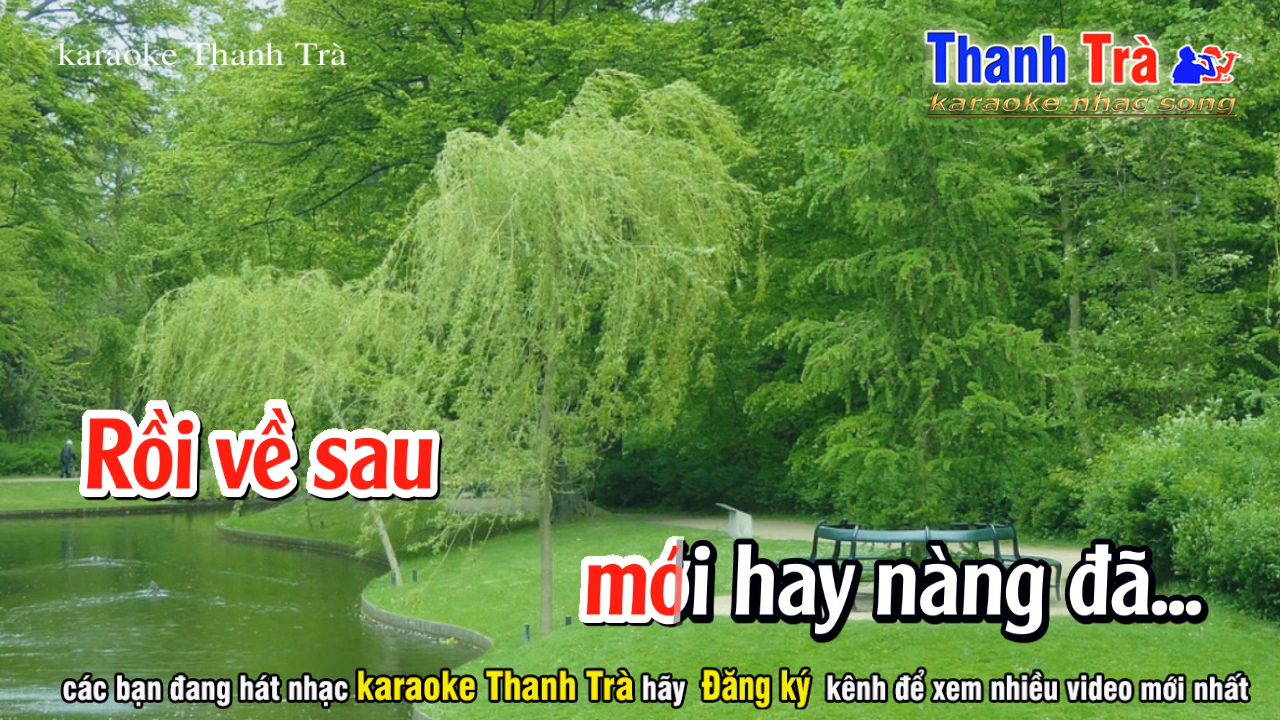 karaoke Thanh Trà
Thanh Trà
karaoke nhạc sống
Rồi về sau
mới hay nàng đã...
các bạn đang hát nhạc karaoke Thanh Trà hãy Đăng ký kênh để xem nhiều video mới nhất